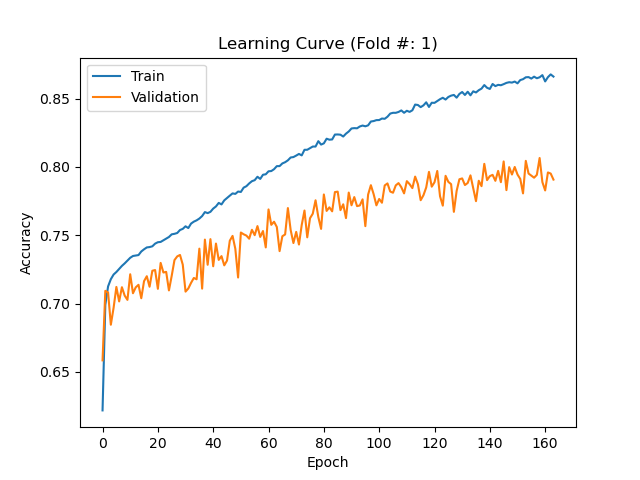 Learning Curve (Fold #: 1)
Train
Validation
0.85
0.80
0.75
0.70
0.65
Accuracy
0 20 40 60 80 100 120 140 160
Epoch